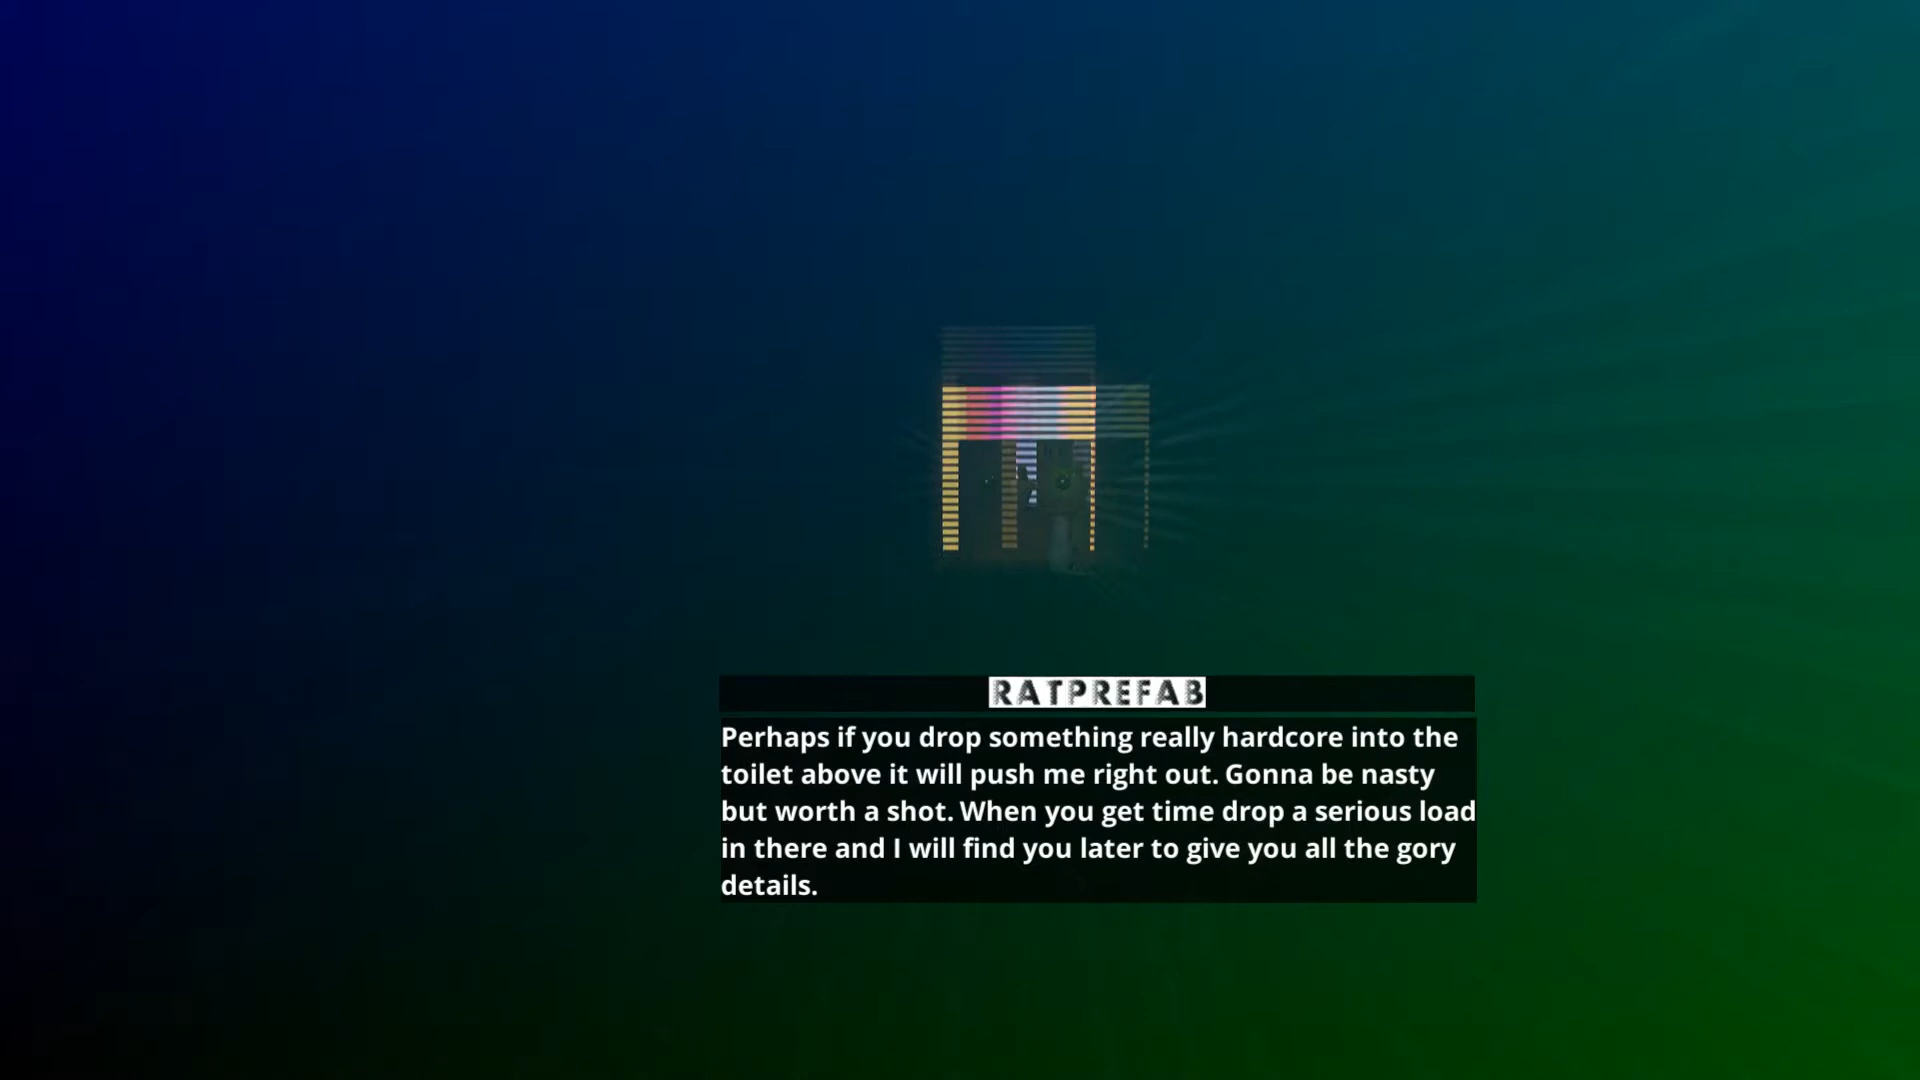 RATPREFAB
Perhaps if you drop something really hardcore into the
toilet above it will push me right out. Gonna be nasty
but worth a shot. When you get time drop a serious load
in there and I will find you later to give you all the gory
details.